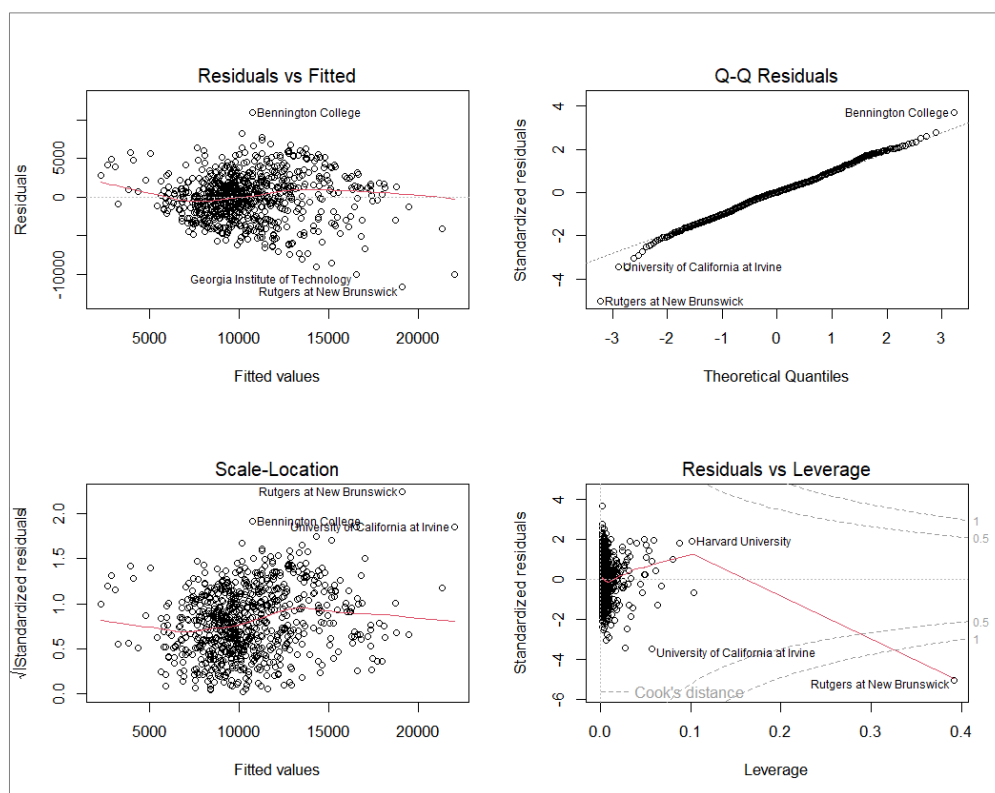 Residuals vs Fitted
Residuals
5000
0
-10000
Bennington College
Georgia Institute of Technology
Rutgers at New Brunswick
5000
10000
15000
20000
Fitted values
Q-Q Residuals
Standardized residuals
4
2
0
-2
-4
Bennington College
University of California at Irvine
Rutgers at New Brunswick
-3
-2
-1
0
1
2
3
Theoretical Quantiles
Scale-Location
√|Standardized residuals|
2.0
1.5
1.0
0.5
0.0
Rutgers at New Brunswick
Bennington College
University of California at Irvine
5000
10000
15000
20000
Fitted values
Residuals vs Leverage
Standardized residuals
4
2
0
-2
-4
-6
1
0.5
Harvard University
0.5
1
University of California at Irvine
Rutgers at New Brunswick
Cook's distance
0.0
0.1
0.2
0.3
0.4
Leverage